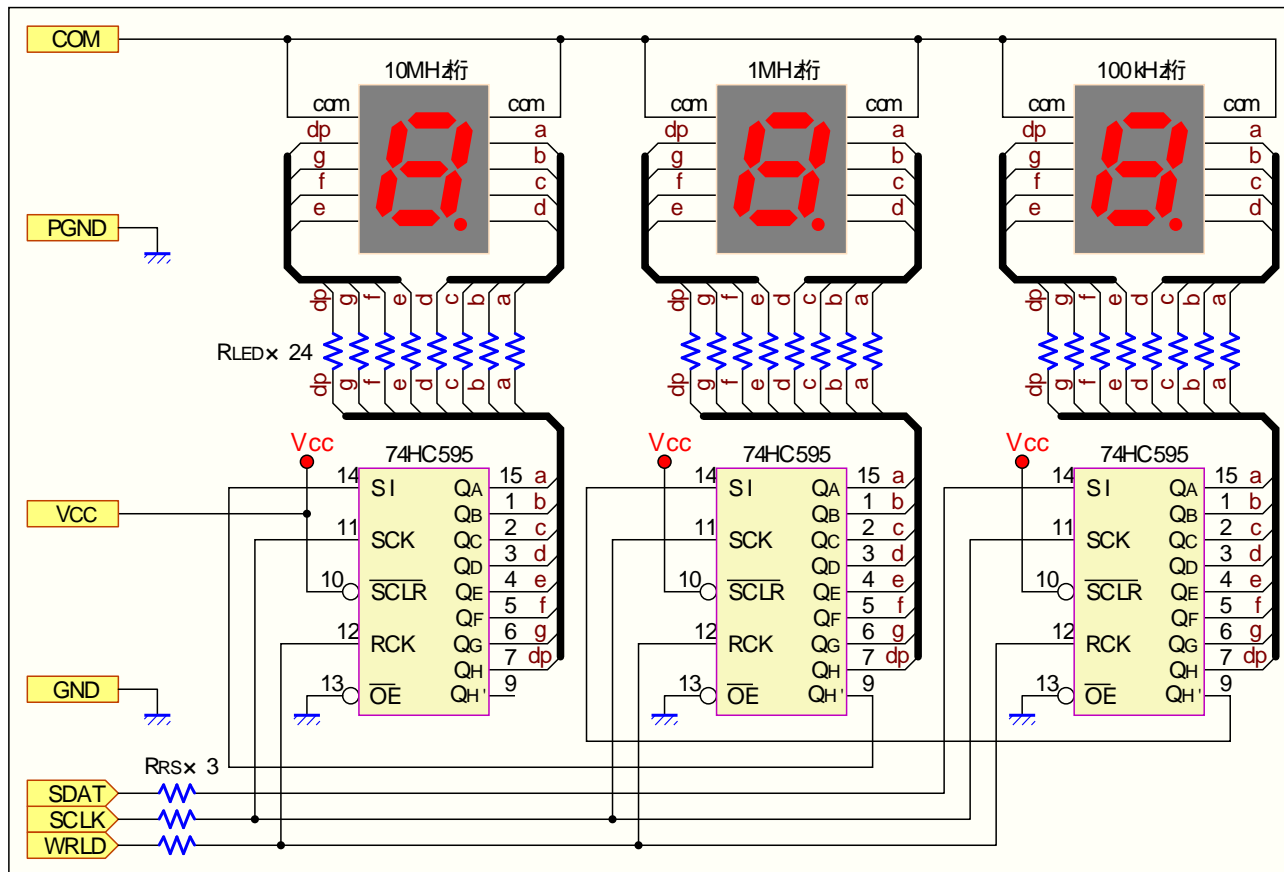 COM
10MHz桁 1MHz桁 100kHz桁
com com com com com com
dp a dp a dp a
g b g b g b
f c f c f c
e d e d e d
PGND
dp g f e d c b a dp g f e d c b a dp g f e d c b a
RLED× 24
dp g f e d c b a dp g f e d c b a dp g f e d c b a
Vcc Vcc Vcc
74HC595 74HC595 74HC595
14 SI QA 15 a 14 SI QA 15 a 14 SI QA 15 a
VCC
QB 1 b QB 1 b QB 1 b
11 SCK QC 2 c 11 SCK QC 2 c 11 SCK QC 2 c
QD 3 d QD 3 d QD 3 d
10 SCLR QE 4 e 10 SCLR QE 4 e 10 SCLR QE 4 e
QF 5 f QF 5 f QF 5 f
12 RCK QG 6 g 12 RCK QG 6 g 12 RCK QG 6 g
QH 7 dp QH 7 dp QH 7 dp
GND
13 OE QH' 9 13 OE QH' 9 13 OE QH' 9
RRS× 3
SDAT
SCLK
WRLD